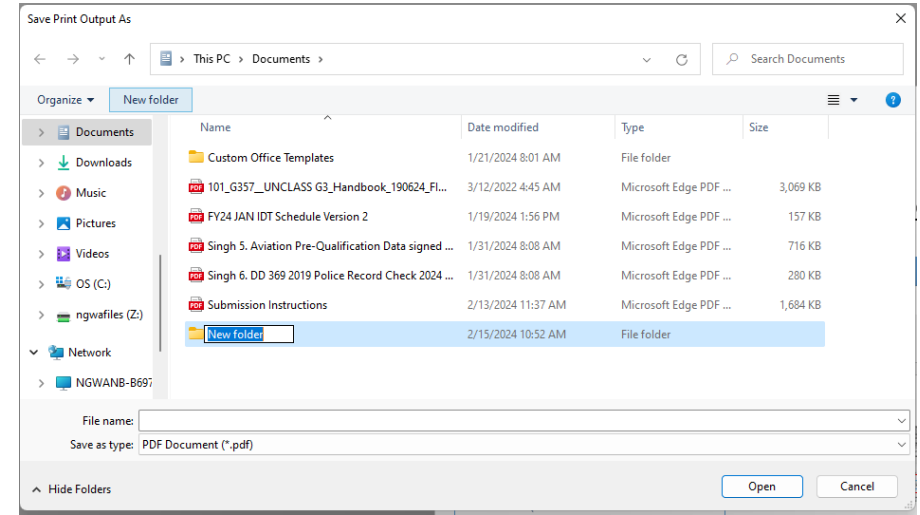 Save Print Output As
This PC > Documents >
Search Documents
Organize
New folder
Name
Date modified
Type
Size
Documents
Downloads
Music
Pictures
Videos
OS (C:)
ngwafiles (Z:)
Network
NGWANB-B697
Custom Office Templates 1/21/2024 8:01 AM File folder
PDF 101_G357__UNCLASS G3_Handbook_190624_Fl... 3/12/2022 4:45 AM Microsoft Edge PDF ... 3,069 KB
PDF FY24 JAN IDT Schedule Version 2 1/19/2024 1:56 PM Microsoft Edge PDF ... 157 KB
PDF Singh 5. Aviation Pre-Qualification Data signed ... 1/31/2024 8:08 AM Microsoft Edge PDF ... 716 KB
PDF Singh 6. DD 369 2019 Police Record Check 2024 ... 1/31/2024 8:08 AM Microsoft Edge PDF ... 280 KB
PDF Submission Instructions 2/13/2024 11:37 AM Microsoft Edge PDF ... 1,684 KB
New folder 2/15/2024 10:52 AM File folder
File name:
Save as type: PDF Document (*.pdf)
Hide Folders
Open
Cancel